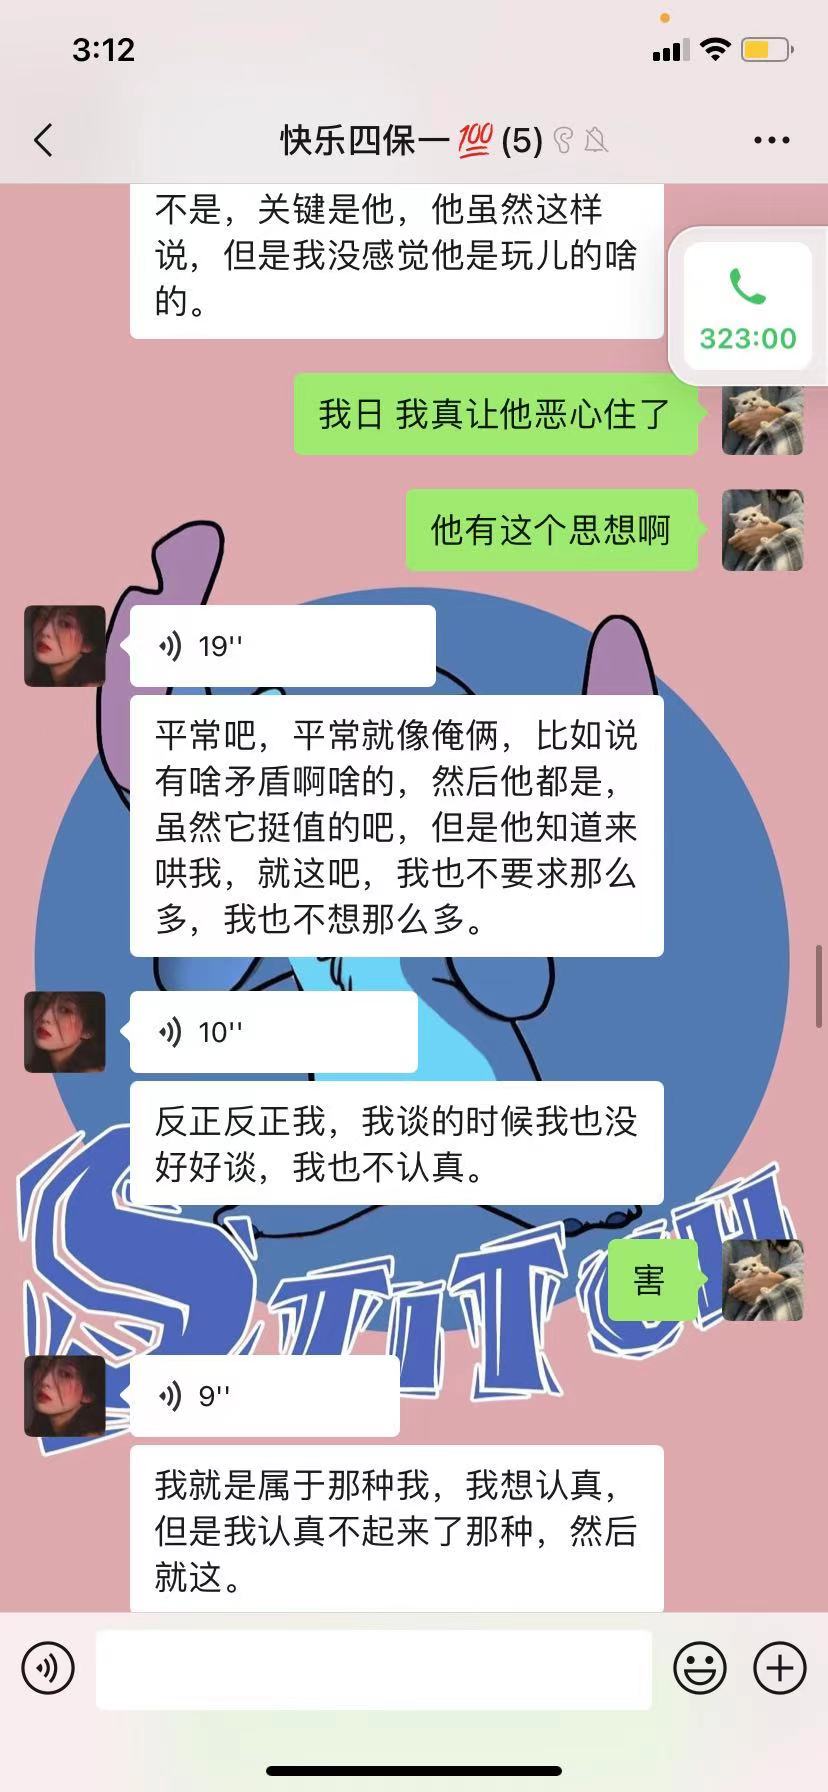 3:12
快乐四保一💯(5)
不是，关键是他，他虽然这样
说，但是我没感觉他是玩儿的啥
的。
323:00
我日 我真让他恶心住了
他有这个思想啊
19''
平常吧，平常就像俺俩，比如说
有啥矛盾啊啥的，然后他都是，
虽然它挺值的吧，但是他知道来
哄我，就这吧，我也不要求那么
多，我也不想那么多。
10''
反正反正我，我谈的时候我也没
好好谈，我也不认真。
STITCH
害
9''
我就是属于那种我，我想认真，
但是我认真不起来了那种，然后
就这。